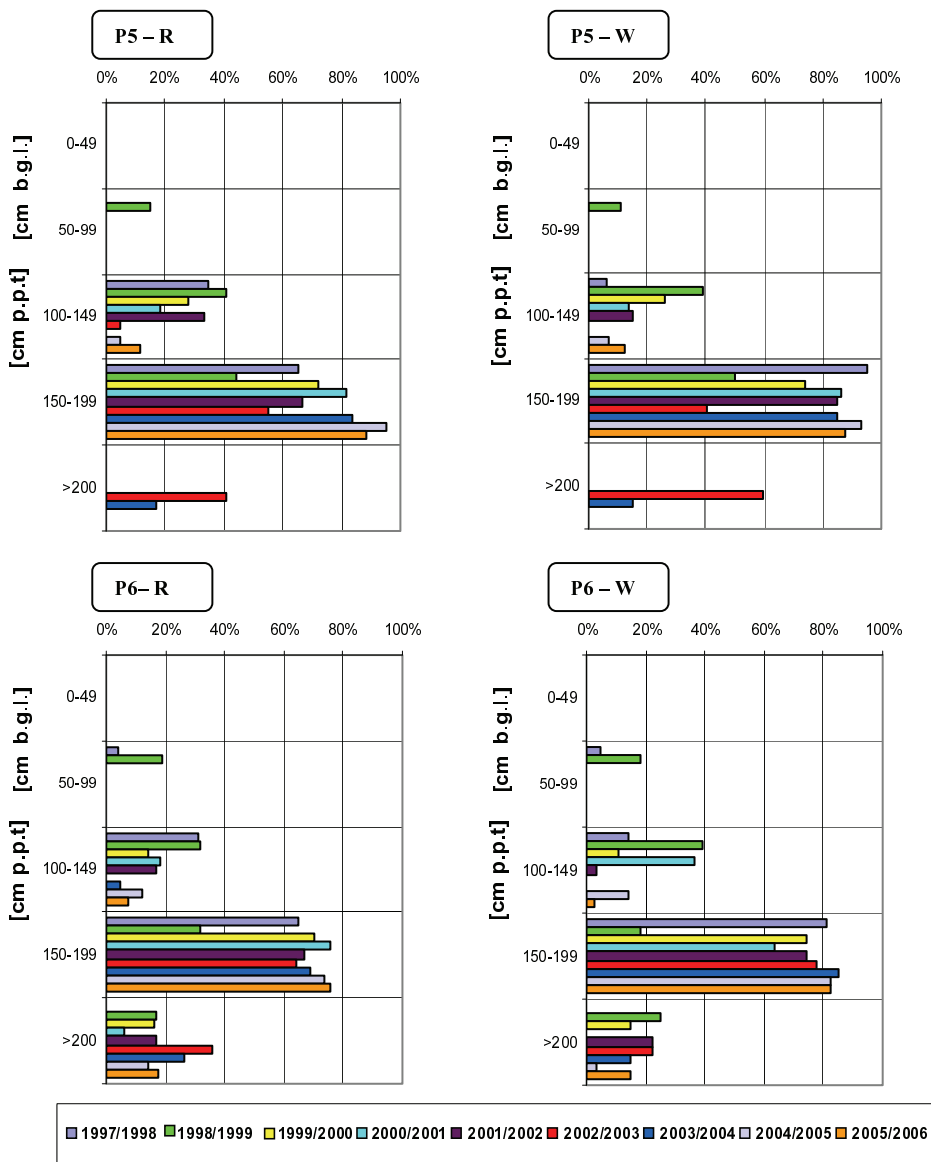 P5 – R
0% 20% 40% 60% 80% 100%
[cm b.g.l.]
[cm p.p.t]
0-49
50-99
100-149
150-199
>200
P5 – W
0% 20% 40% 60% 80% 100%
[cm b.g.l.]
[cm p.p.t]
0-49
50-99
100-149
150-199
>200
P6– R
0% 20% 40% 60% 80% 100%
[cm b.g.l.]
[cm p.p.t]
0-49
50-99
100-149
150-199
>200
P6 – W
0% 20% 40% 60% 80% 100%
[cm b.g.l.]
[cm p.p.t]
0-49
50-99
100-149
150-199
>200
1997/1998 1998/1999 1999/2000 2000/2001 2001/2002 2002/2003 2003/2004 2004/2005 2005/2006